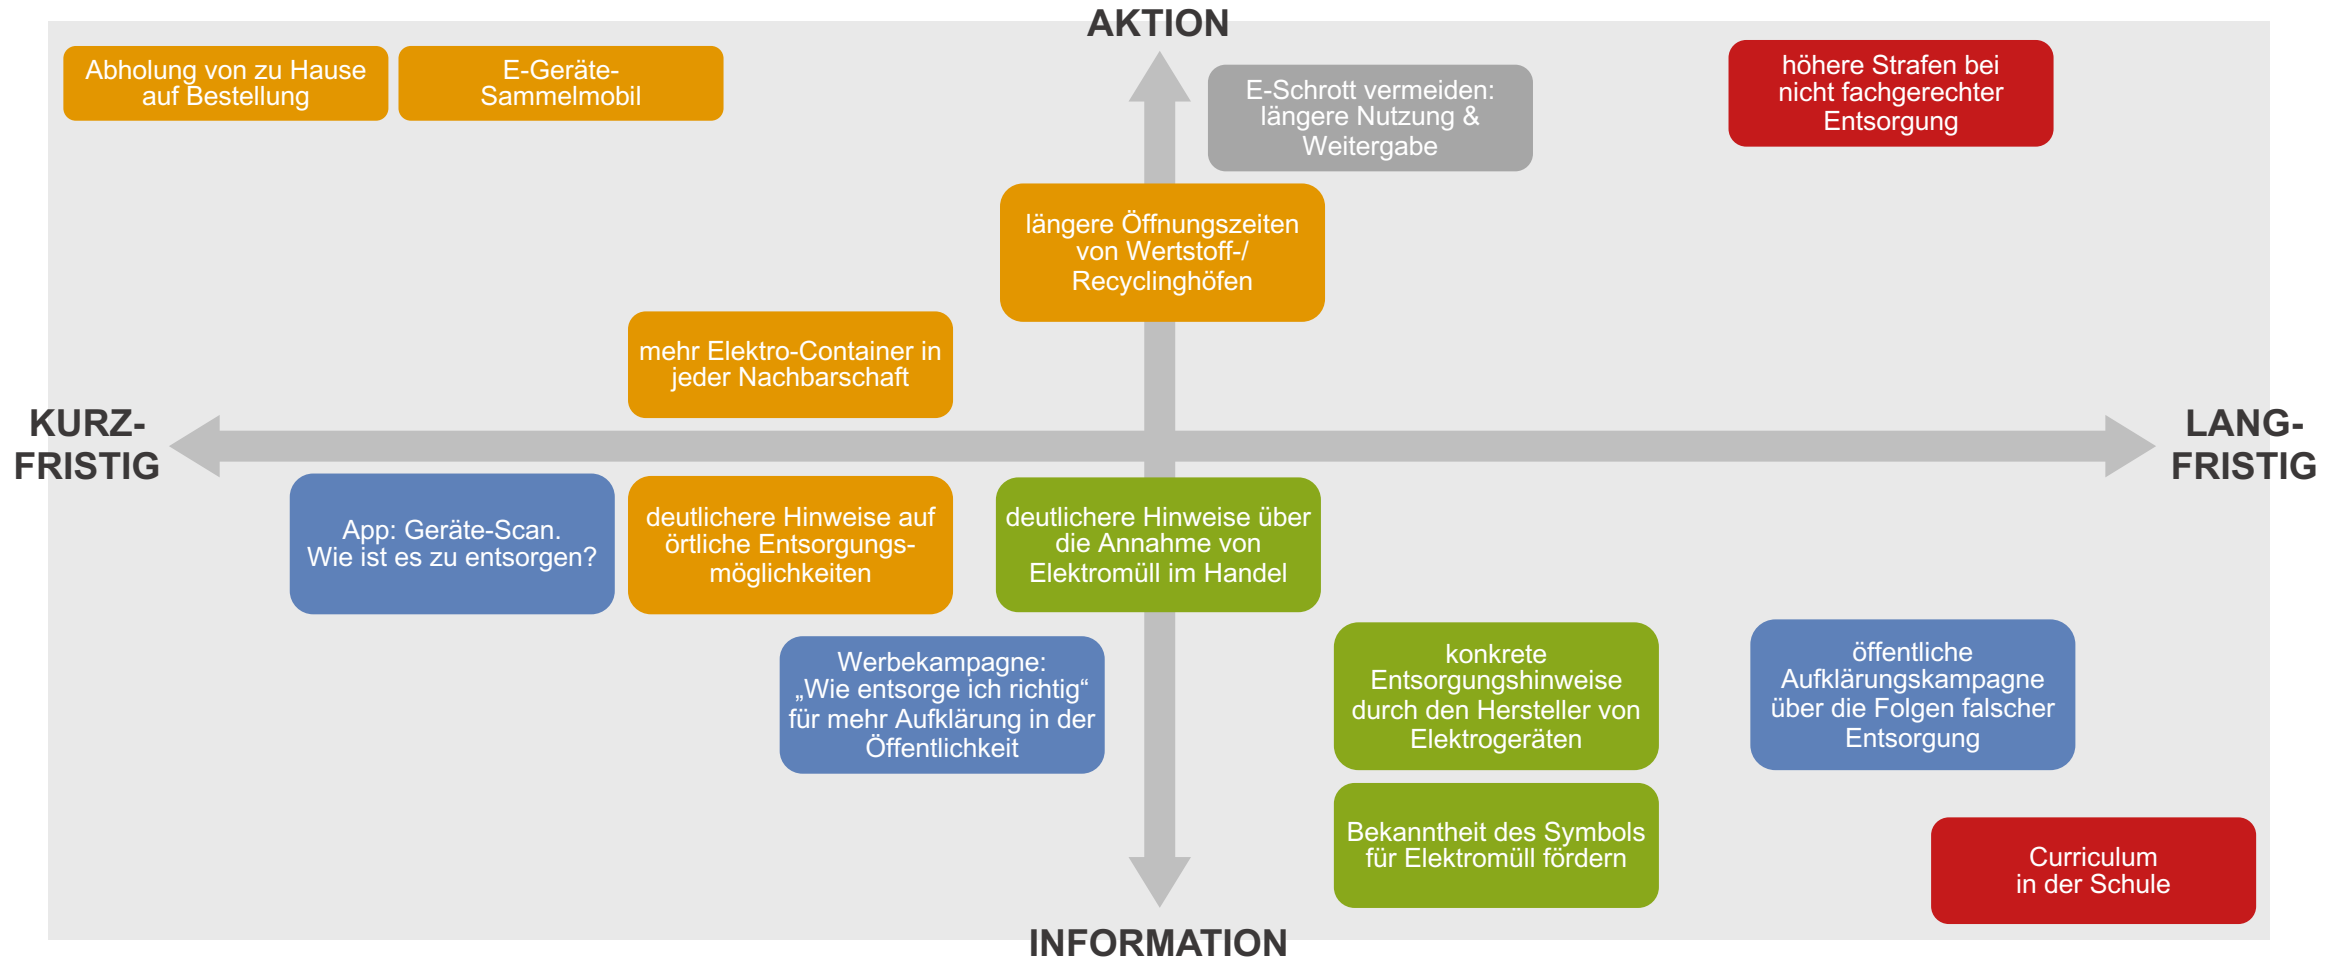 AKTION
Abholung von zu Hause
auf Bestellung
E-Geräte-
Sammelmobil
E-Schrott vermeiden:
längere Nutzung &
Weitergabe
höhere Strafen bei
nicht fachgerechter
Entsorgung
längere Öffnungszeiten
von Wertstoff-/
Recyclinghöfen
mehr Elektro-Container in
jeder Nachbarschaft
KURZ-
FRISTIG
LANG-
FRISTIG
App: Geräte-Scan.
Wie ist es zu entsorgen?
deutlichere Hinweise auf
örtliche Entsorgungs-
möglichkeiten
deutlichere Hinweise über
die Annahme von
Elektromüll im Handel
Werbekampagne:
„Wie entsorge ich richtig“
für mehr Aufklärung in der
Öffentlichkeit
konkrete
Entsorgungshinweise
durch den Hersteller von
Elektrogeräten
öffentliche
Aufklärungskampagne
über die Folgen falscher
Entsorgung
Bekanntheit des Symbols
für Elektromüll fördern
Curriculum
in der Schule
INFORMATION